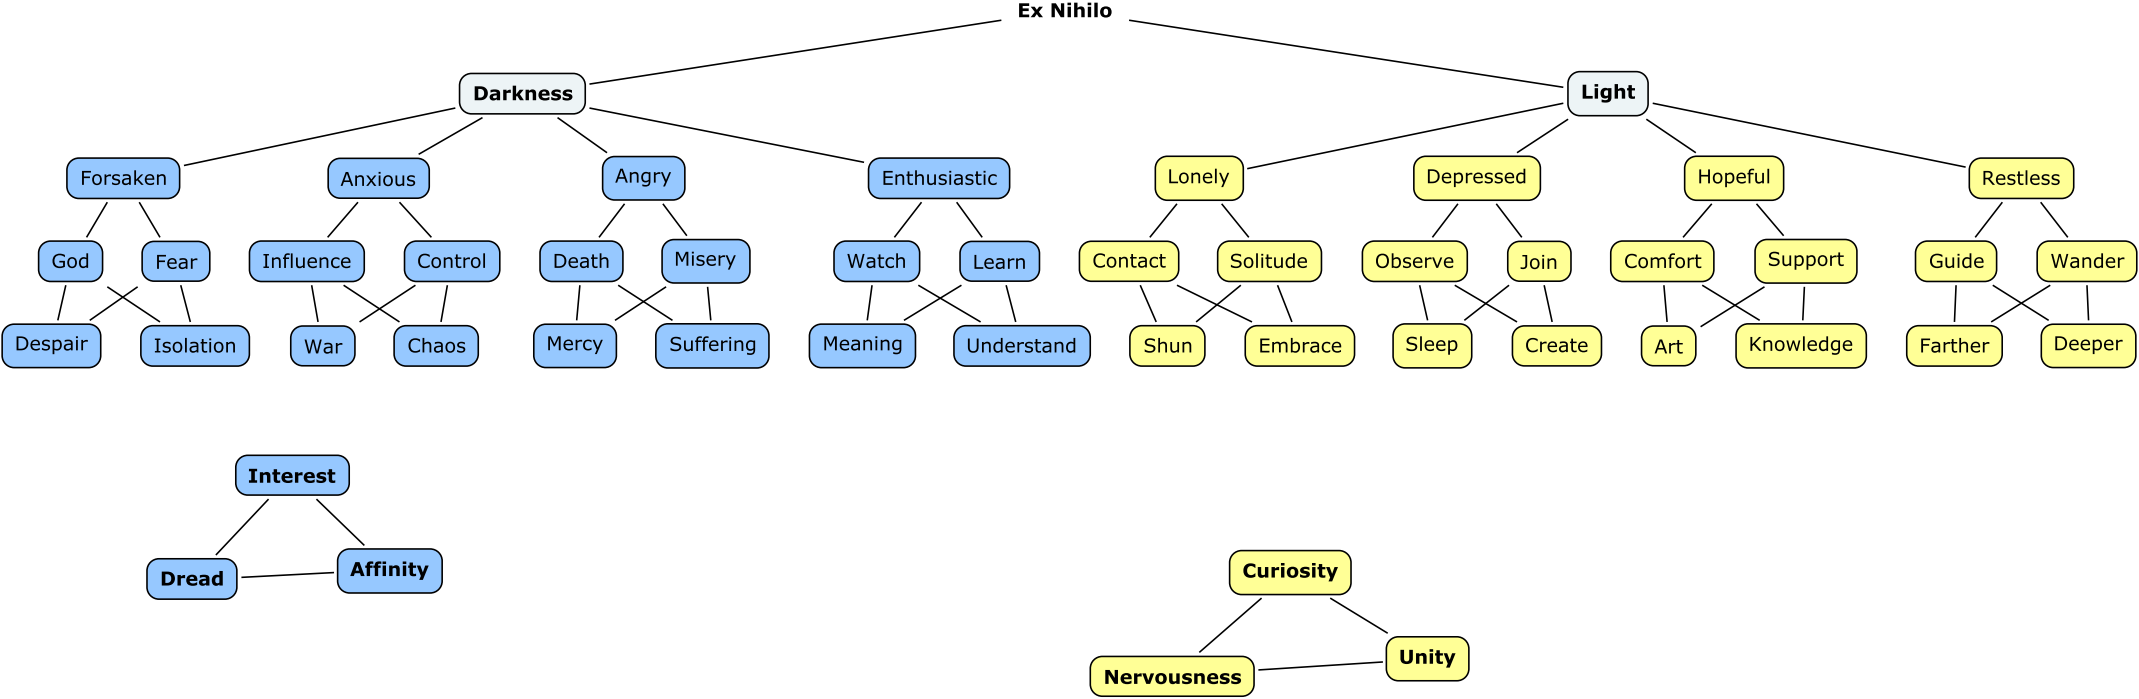 Ex Nihilo
Darkness
Light
Forsaken
Anxious
Angry
Enthusiastic
Lonely
Depressed
Hopeful
Restless
God
Fear
Influence
Control
Death
Misery
Watch
Learn
Contact
Solitude
Observe
Join
Comfort
Support
Guide
Wander
Despair
Isolation
War
Chaos
Mercy
Suffering
Meaning
Understand
Shun
Embrace
Sleep
Create
Art
Knowledge
Farther
Deeper
Interest
Dread
Affinity
Curiosity
Nervousness
Unity